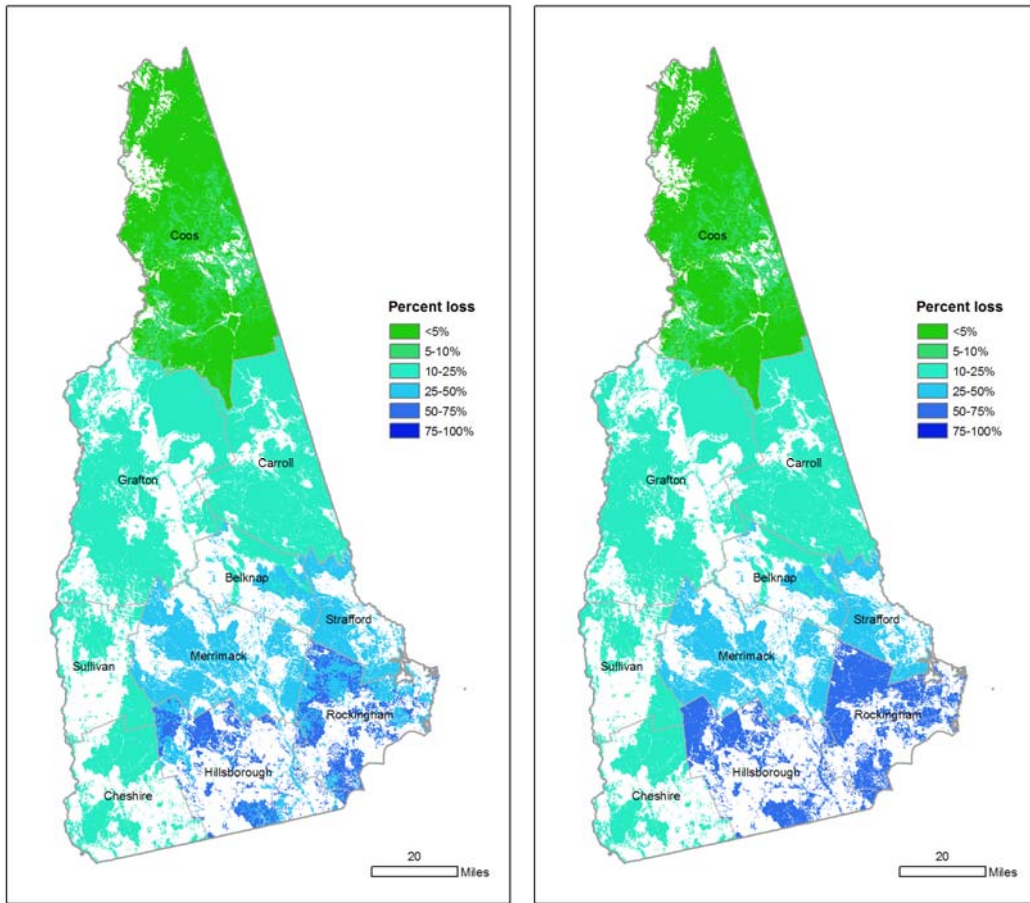 Coos
Percent loss
<5%
5-10%
10-25%
25-50%
50-75%
75-100%
Carroll
Grafton
Belknap
Strafford
Merrimack
Sullivan
Rockingham
Hillsborough
Cheshire
20
Miles
Coos
Percent loss
<5%
5-10%
10-25%
25-50%
50-75%
75-100%
Carroll
Grafton
Belknap
Strafford
Merrimack
Sullivan
Rockingham
Hillsborough
Cheshire
20
Miles